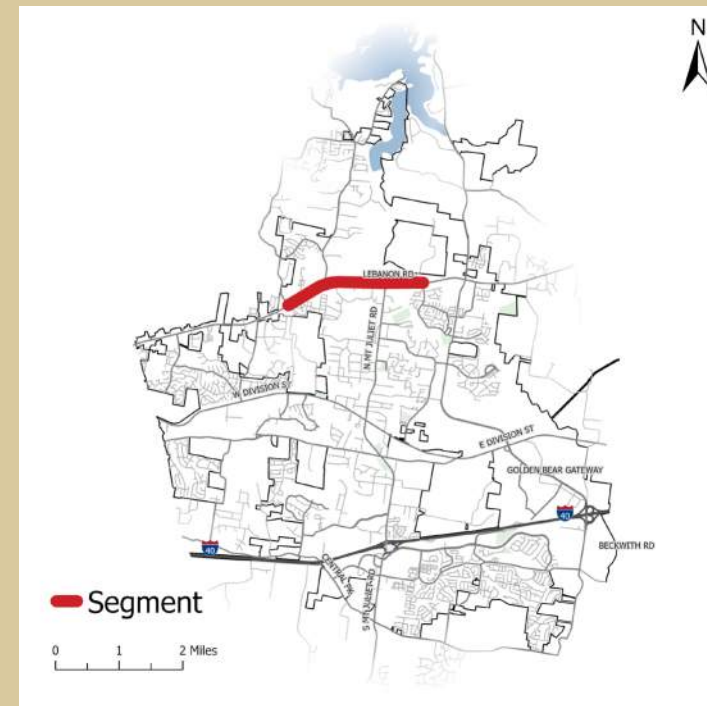 N
LEBANON RD
N MT JULIET RD
W DIVISION ST
E DIVISION ST
GOLDEN BEAR GATEWAY
40
BECKWITH RD
40
CENTRAL PIK
S MT JULIET RD
Segment
0 1 2 Miles